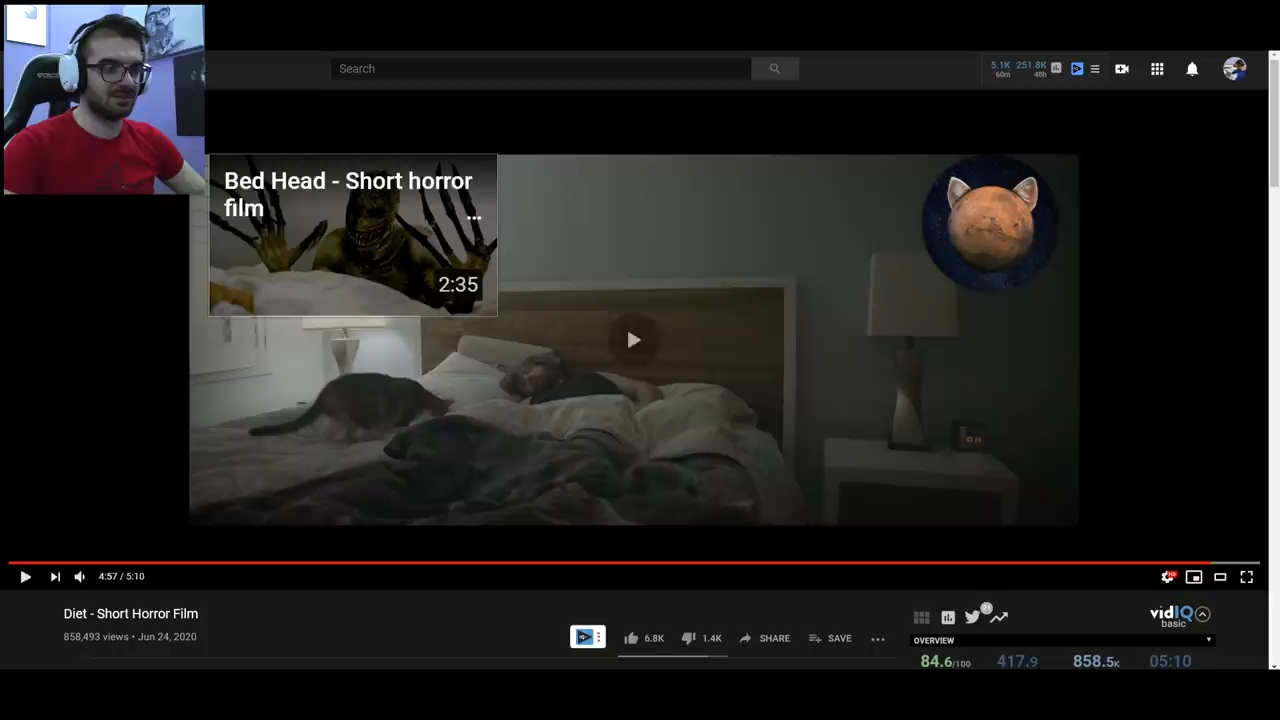 Search
5.1K 251.8K
60m 48h
Bed Head - Short horror
film ...
2:35
4:57 / 5:10
HD
Diet - Short Horror Film
858,493 views • Jun 24, 2020
6.8K 1.4K SHARE SAVE
21
vidIQ
basic
OVERVIEW
84.6/100 417.9 858.5K 05:10